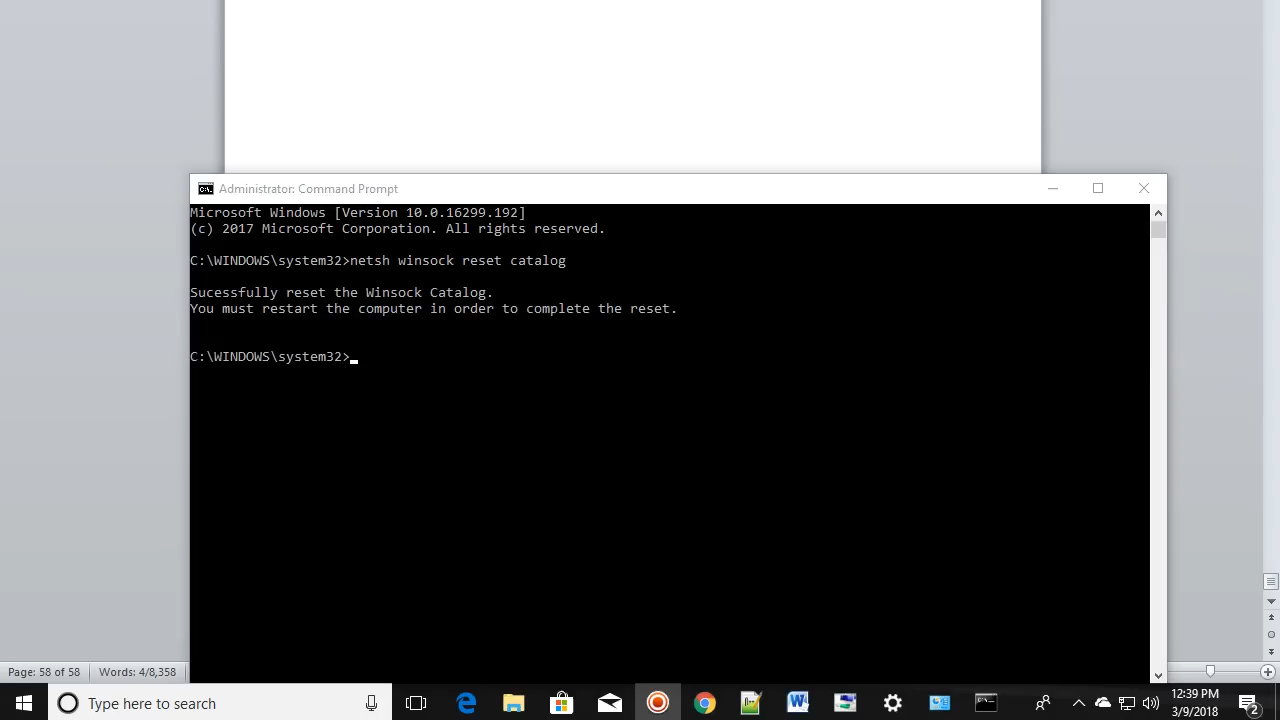 Administrator: Command Prompt
Microsoft Windows [Version 10.0.16299.192]
(c) 2017 Microsoft Corporation. All rights reserved.
C:\WINDOWS\system32>netsh winsock reset catalog
Sucessfully reset the Winsock Catalog.
You must restart the computer in order to complete the reset.
C:\WINDOWS\system32>
Page: 58 of 58 Words: 4/8,358
Type here to search
12:39 PM
3/9/2018
2